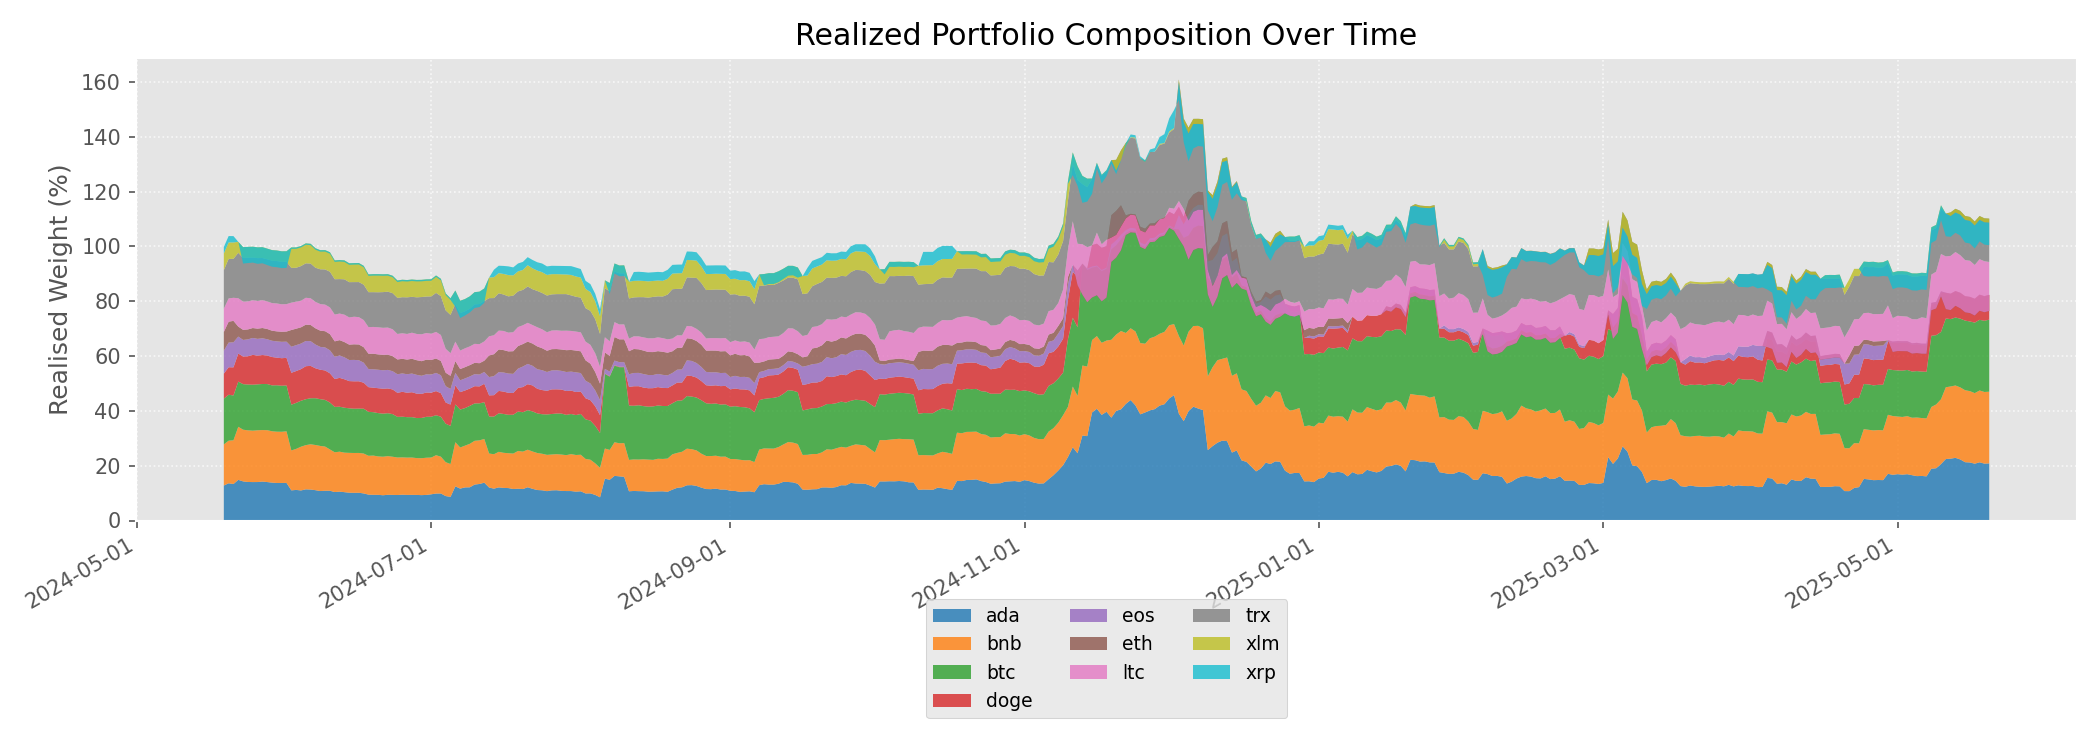 Realized Portfolio Composition Over Time
Realised Weight (%)
160
140
120
100
80
60
40
20
0
2024-05-01
2024-07-01
2024-09-01
2024-11-01
2025-01-01
2025-03-01
2025-05-01
ada
bnb
btc
doge
eos
eth
ltc
trx
xlm
xrp